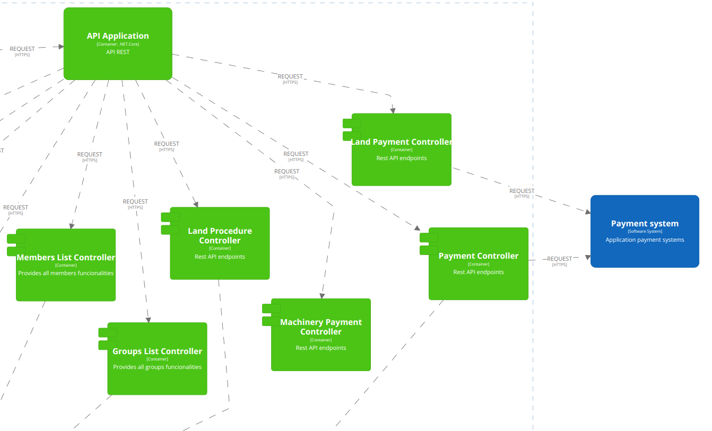 API Application
[Container: .NET Core]
API REST
REQUEST
[HTTPS]
REQUEST
[HTTPS]
Land Payment Controller
[Container]
Rest API endpoints
REQUEST
[HTTPS]
REQUEST
[HTTPS]
REQUEST
[HTTPS]
REQUEST
[HTTPS]
REQUEST
[HTTPS]
REQUEST
[HTTPS]
REQUEST
[HTTPS]
REQUEST
[HTTPS]
Payment system
[Software System]
Application payment systems
Land Procedure
Controller
[Container]
Rest API endpoints
Members List Controller
[Container]
Provides all members funcionalities
Payment Controller
[Container]
Rest API endpoints
REQUEST
[HTTPS]
Machinery Payment
Controller
[Container]
Rest API endpoints
Groups List Controller
[Container]
Provides all groups funcionalities